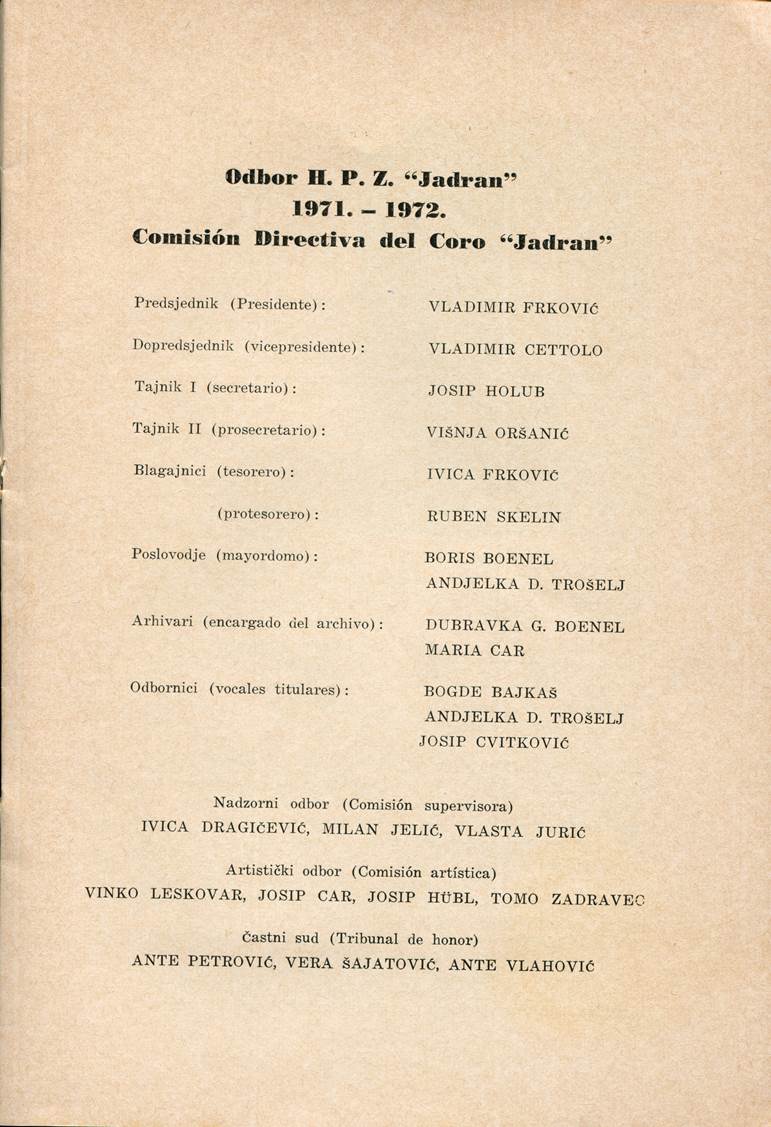 Odbor H. P. Z. “Jadran”
1971. – 1972.
Comisión Directiva del Coro “Jadran”
Predsjednik (Presidente): VLADIMIR FRKOVIĆ
Dopredsjednik (vicepresidente): VLADIMIR CETTOLO
Tajnik I (secretario): JOSIP HOLUB
Tajnik II (prosecretario): VIŠNJA ORŠANIĆ
Blagajnici (tesorero): IVICA FRKOVIĆ
(protesorero): RUBEN SKELIN
Poslovodje (mayordomo): BORIS BOENEL
ANDJELKA D. TROŠELJ
Arhivari (encargado del archivo): DUBRAVKA G. BOENEL
MARIA CAR
Odbornici (vocales titulares): BOGDE BAJKAŠ
ANDJELKA D. TROŠELJ
JOSIP CVITKOVIĆ
Nadzorni odbor (Comisión supervisora)
IVICA DRAGIČEVIĆ, MILAN JELIĆ, VLASTA JURIĆ
Artistički odbor (Comisión artística)
VINKO LESKOVAR, JOSIP CAR, JOSIP HÜBL, TOMO ZADRAVEC
Častni sud (Tribunal de honor)
ANTE PETROVIĆ, VERA ŠAJATOVIĆ, ANTE VLAHOVIĆ